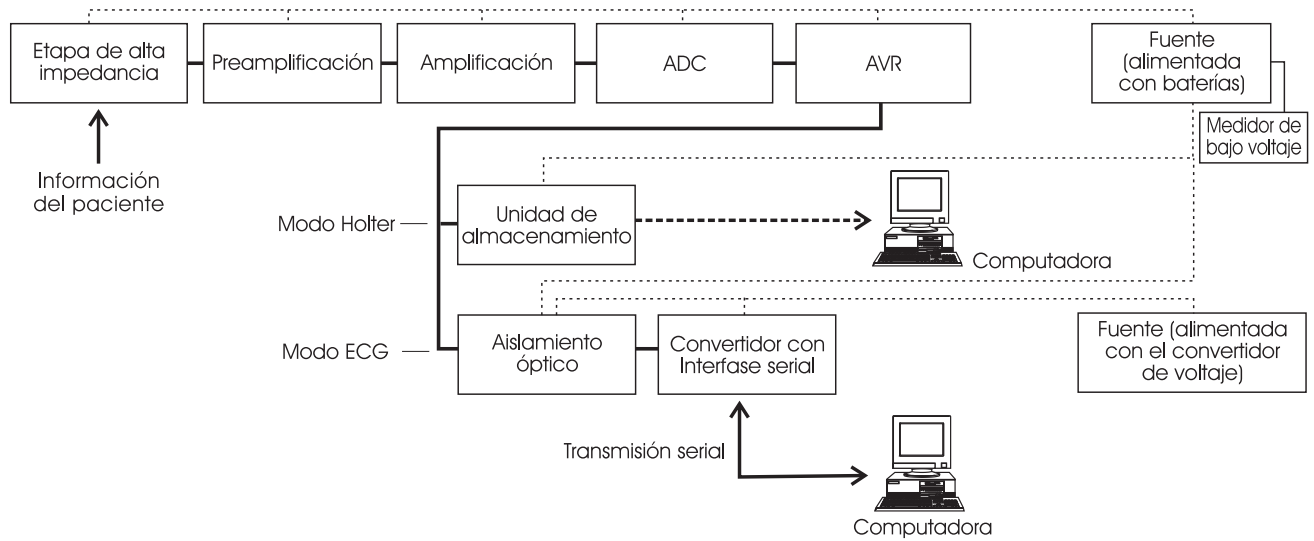 Etapa de alta
impedancia
Preamplificación
Amplificación
ADC
AVR
Fuente
(alimentada
con baterías)
Medidor de
bajo voltaje
Información
del paciente
Modo Holter
Unidad de
almacenamiento
Computadora
Modo ECG
Aislamiento
óptico
Convertidor con
Interfase serial
Fuente (alimentada
con el convertidor
de voltaje)
Transmisión serial
Computadora